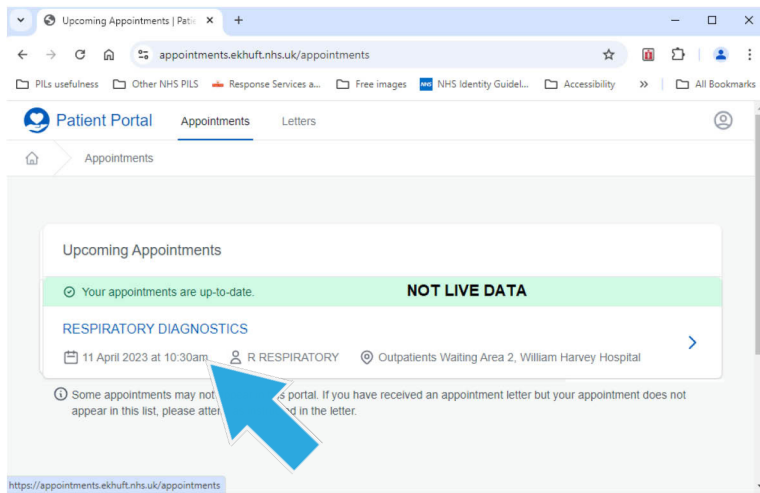 Upcoming Appointments | Patie
appointments.ekhuft.nhs.uk/appointments
PILs usefulness Other NHS PILS Response Services a... Free images NHS NHS Identity Guidel... Accessibility >> All Bookmarks
Patient Portal Appointments Letters
Appointments
Upcoming Appointments
Your appointments are up-to-date. NOT LIVE DATA
RESPIRATORY DIAGNOSTICS
11 April 2023 at 10:30am R RESPIRATORY Outpatients Waiting Area 2, William Harvey Hospital
Some appointments may not portal. If you have received an appointment letter but your appointment does not
appear in this list, please in the letter.
https://appointments.ekhuft.nhs.uk/appointments